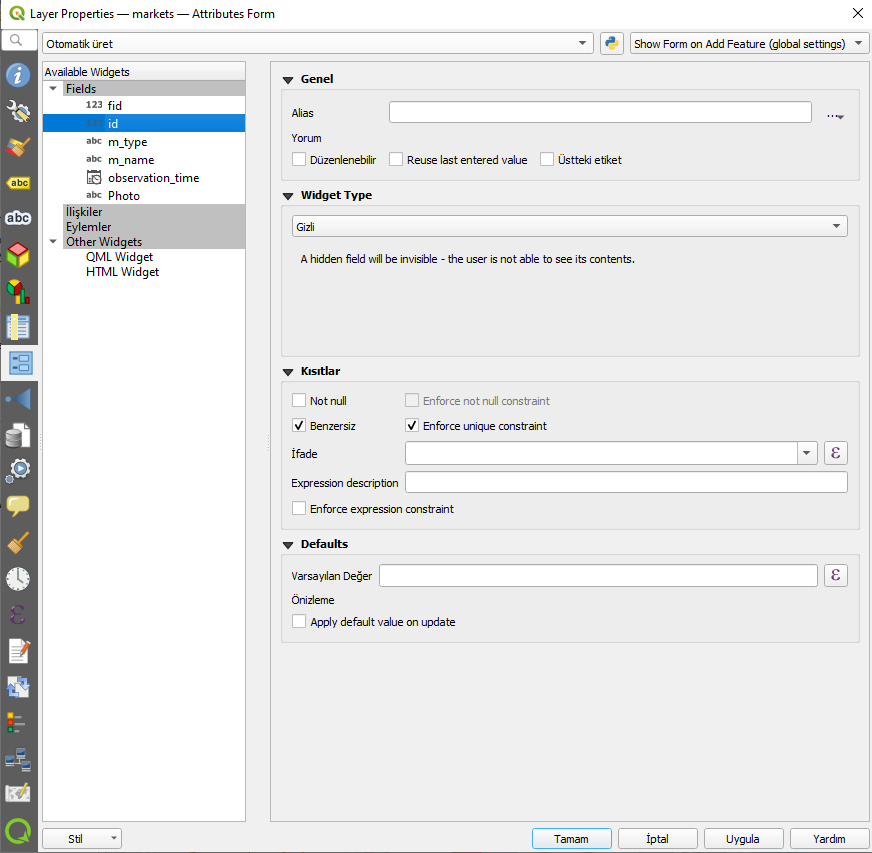 Layer Properties — markets — Attributes Form
Otomatik üret
Show Form on Add Feature (global settings)
Available Widgets
Fields
123 fid
123 id
abc m_type
abc m_name
observation_time
abc Photo
İlişkiler
Eylemler
Other Widgets
QML Widget
HTML Widget
abc
abc
Genel
Alias
...
Yorum
Düzenlenebilir
Reuse last entered value
Üstteki etiket
Widget Type
Gizli
A hidden field will be invisible - the user is not able to see its contents.
Kısıtlar
Not null
Enforce not null constraint
Benzersiz
Enforce unique constraint
İfade
ε
Expression description
Enforce expression constraint
Defaults
Varsayılan Değer
ε
Önizleme
Apply default value on update
Stil
Tamam
İptal
Uygula
Yardım